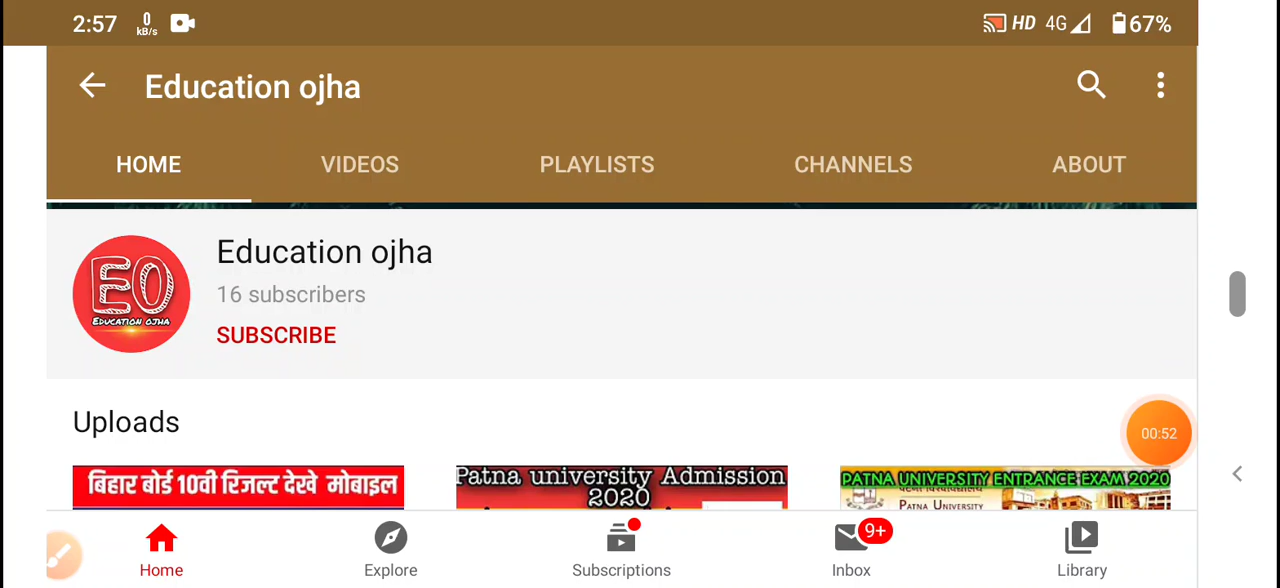 2:57 0 kB/s HD 4G 67%
Education ojha
HOME VIDEOS PLAYLISTS CHANNELS ABOUT
EO
EDUCATION OJHA
Education ojha
16 subscribers
SUBSCRIBE
Uploads
00:52
बिहार बोर्ड 10वी रिजल्ट देखे मोबाइल
Patna university Admission
2020
PATNA UNIVERSITY ENTRANCE EXAM 2020
PATNA UNIVERSITY
9+
Home Explore Subscriptions Inbox Library